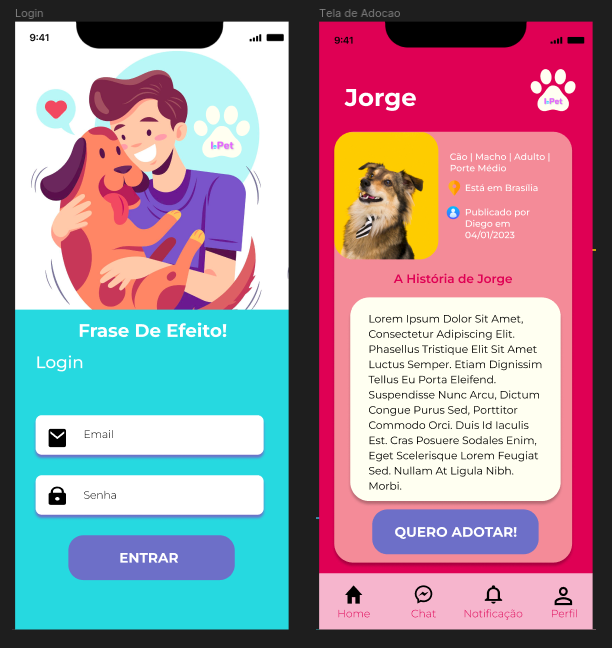 Login
9:41
I-Pet
Frase De Efeito!
Login
Email
Senha
ENTRAR
Tela de Adocao
9:41
Jorge
I-Pet
Cão | Macho | Adulto |
Porte Médio
Está em Brasília
Publicado por
Diego em
04/01/2023
A História de Jorge
Lorem Ipsum Dolor Sit Amet,
Consectetur Adipiscing Elit.
Phasellus Tristique Elit Sit Amet
Luctus Semper. Etiam Dignissim
Tellus Eu Porta Eleifend.
Suspendisse Nunc Arcu, Dictum
Congue Purus Sed, Porttitor
Commodo Orci. Duis Id Iaculis
Est. Cras Posuere Sodales Enim,
Eget Scelerisque Lorem Feugiat
Sed. Nullam At Ligula Nibh.
Morbi.
QUERO ADOTAR!
Home Chat Notificação Perfil